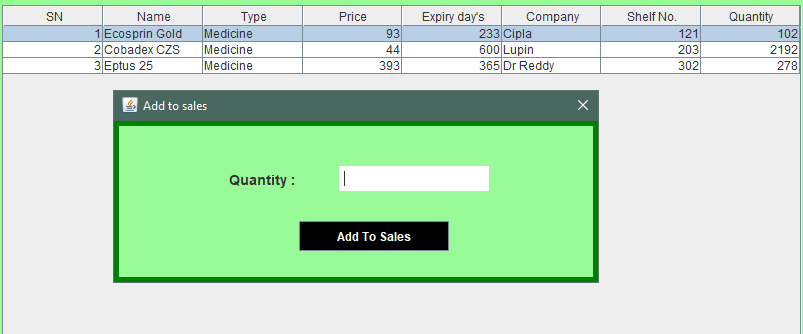 SN Name Type Price Expiry day's Company Shelf No. Quantity
1 Ecosprin Gold Medicine 93 233 Cipla 121 102
2 Cobadex CZS Medicine 44 600 Lupin 203 2192
3 Eptus 25 Medicine 393 365 Dr Reddy 302 278
Add to sales
Quantity :
Add To Sales